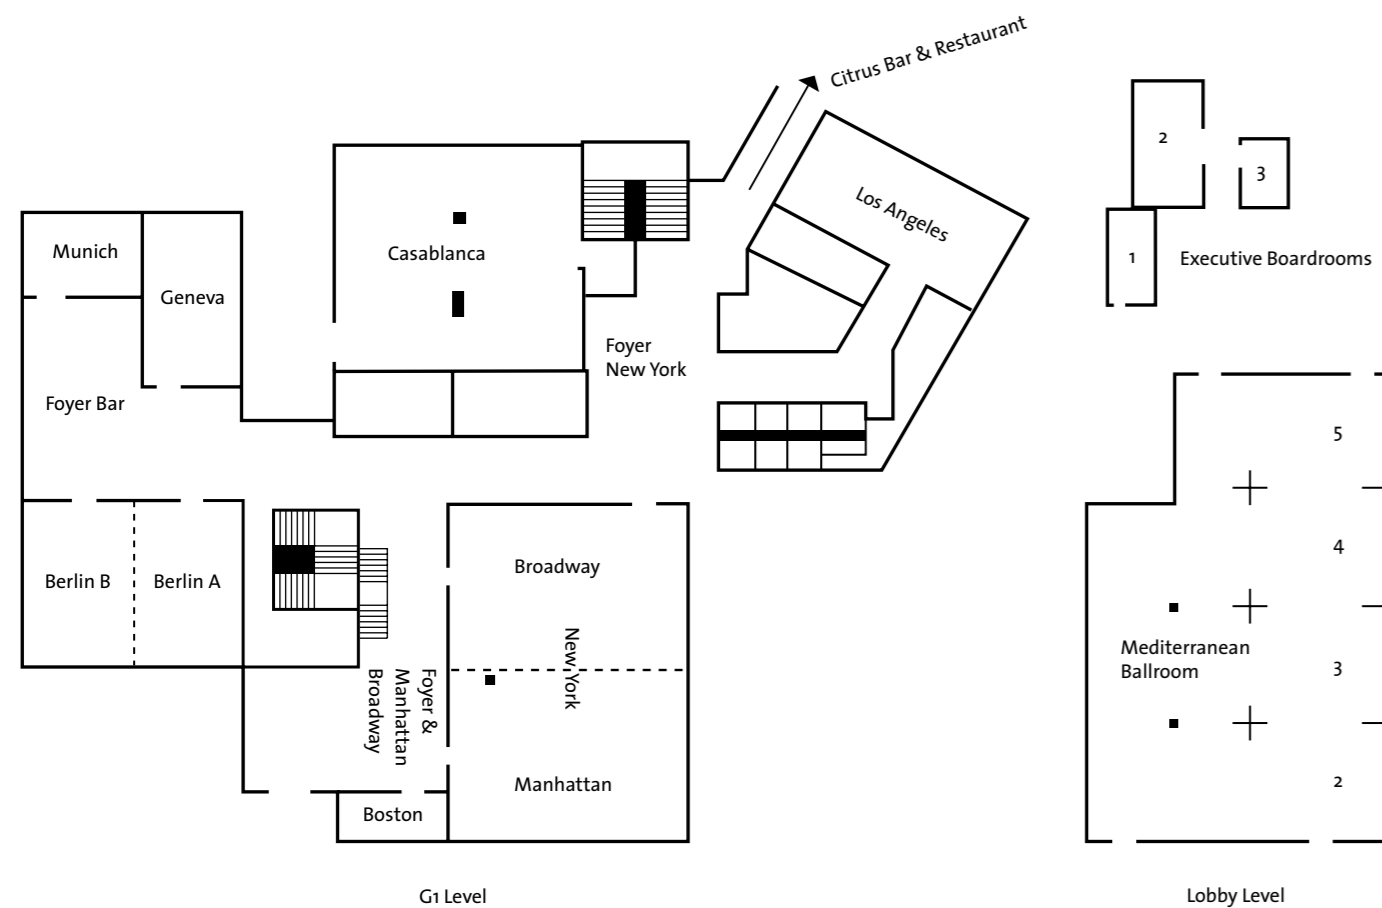 Citrus Bar & Restaurant
2
3
Los Angeles
Munich
Casablanca
1
Executive Boardrooms
Geneva
Foyer
New York
Foyer Bar
5
4
Broadway
Berlin B
Berlin A
New York
Mediterranean
Ballroom
3
Foyer &
Manhattan
Broadway
2
Manhattan
Boston
G1 Level
Lobby Level